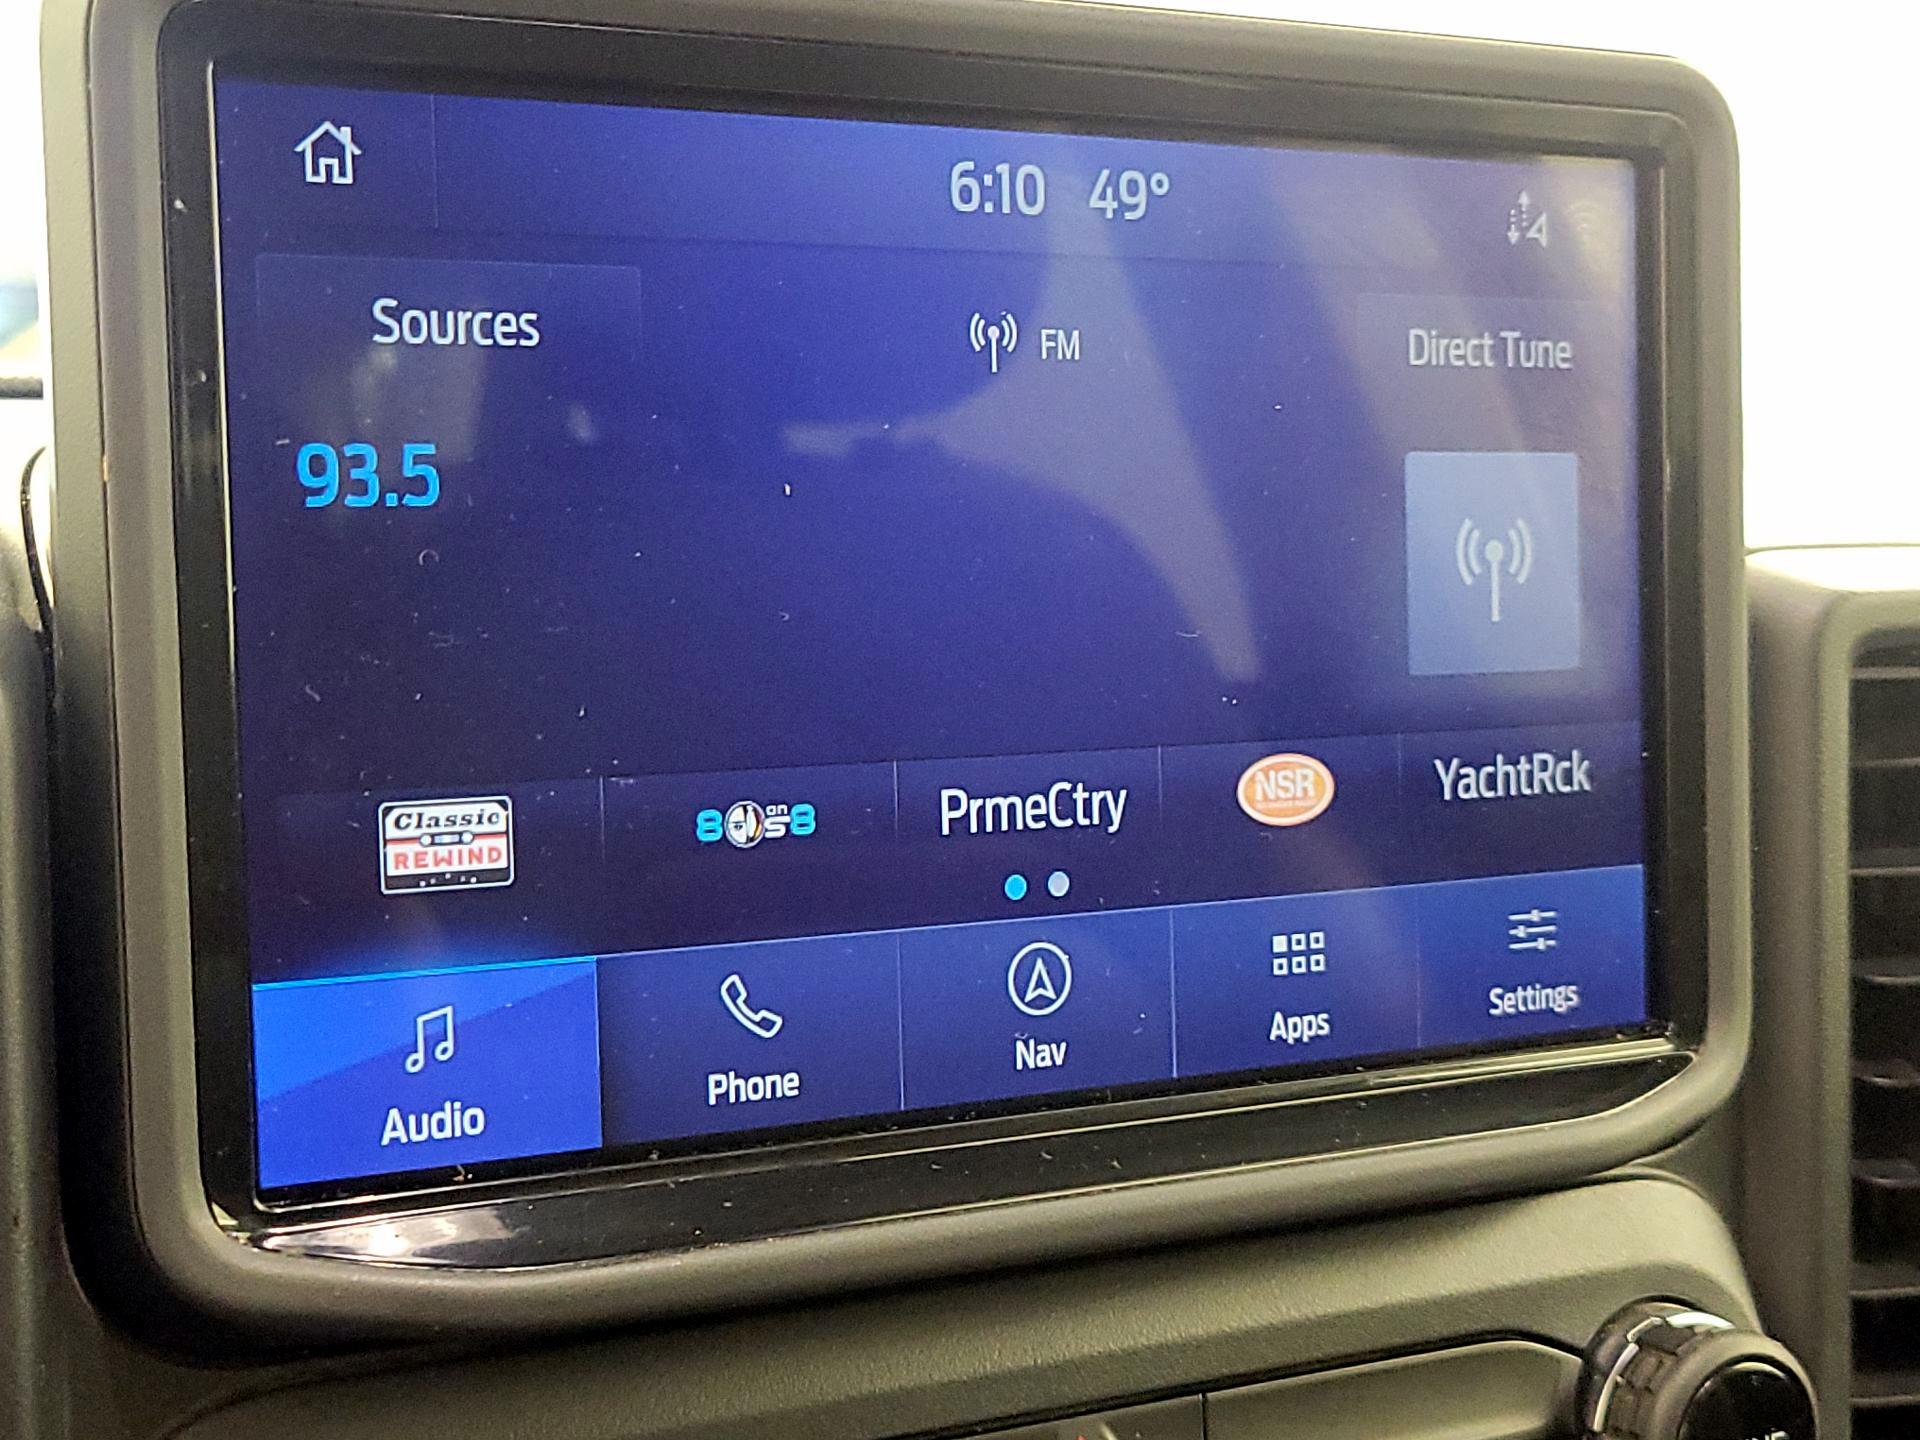 6:10 49°
Sources
FM
Direct Tune
93.5
Classic
REWIND
80s on 8
PrmeCtry
NSR
YachtRck
Audio
Phone
Nav
Apps
Settings